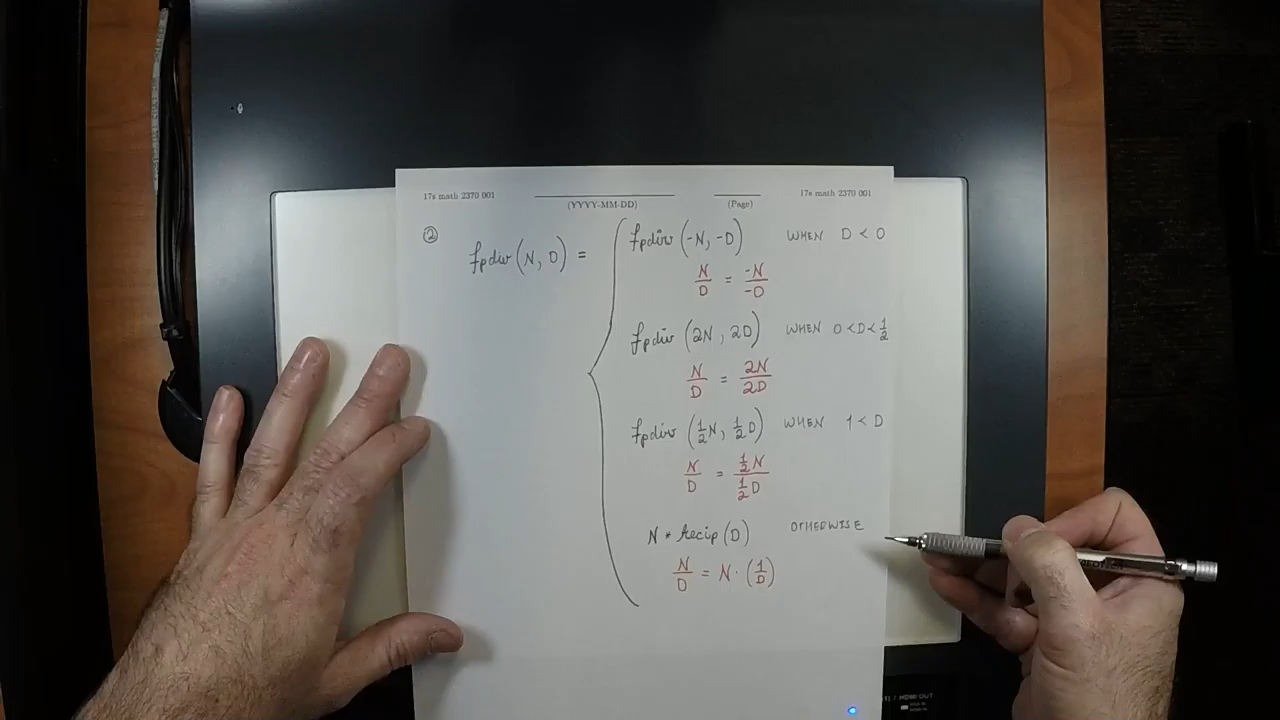 17s math 2370 001 (YYYY-MM-DD) (Page) 17s math 2370 001
② fpdiv (N, D) = { fpdiv (-N, -D) WHEN D < 0
N/D = -N/-D
fpdiv (2N, 2D) WHEN 0 < D < 1/2
N/D = 2N/2D
fpdiv (1/2 N, 1/2 D) WHEN 1 < D
N/D = 1/2 N / 1/2 D
N * recip (D) OTHERWISE
N/D = N · (1/D)
HDMI OUT